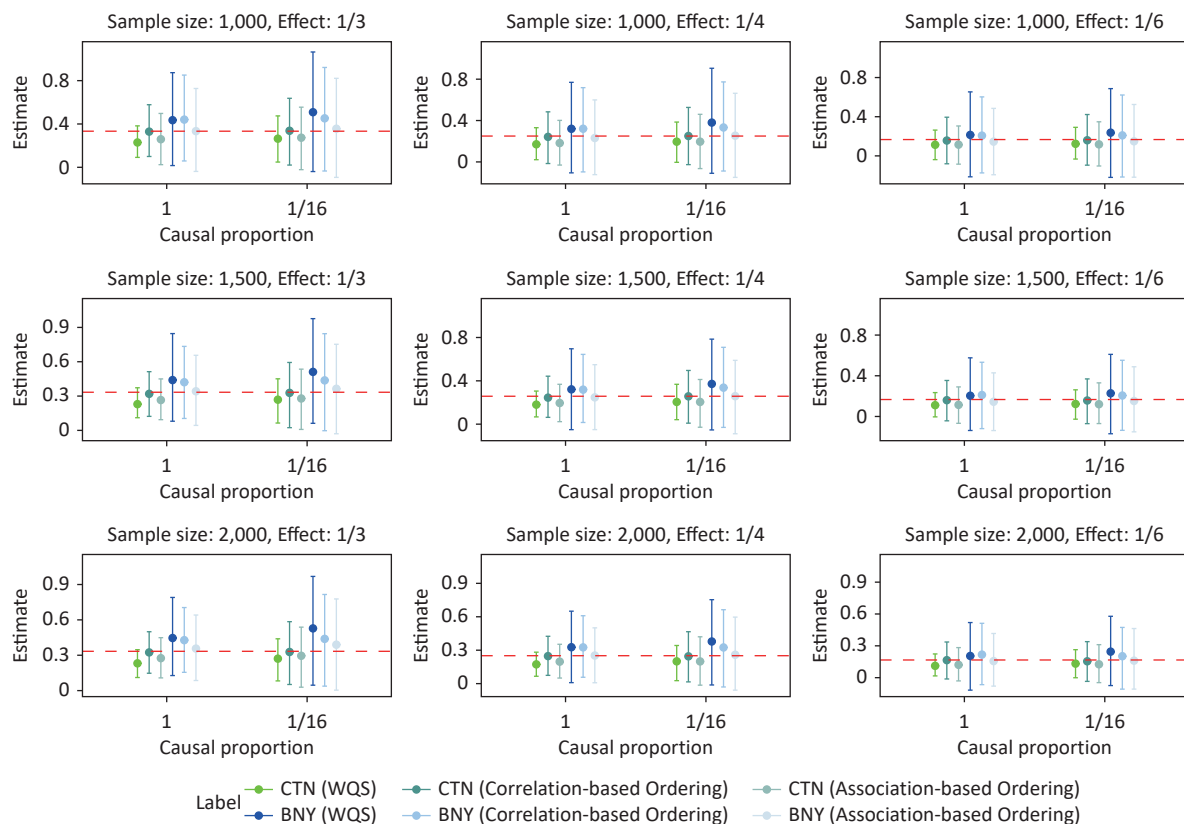 Sample size: 1,000, Effect: 1/3
Estimate
0.8
0.4
0
1
1/16
Causal proportion
Sample size: 1,000, Effect: 1/4
Estimate
0.8
0.4
0
1
1/16
Causal proportion
Sample size: 1,000, Effect: 1/6
Estimate
0.8
0.4
0
1
1/16
Causal proportion
Sample size: 1,500, Effect: 1/3
Estimate
0.9
0.6
0.3
0
1
1/16
Causal proportion
Sample size: 1,500, Effect: 1/4
Estimate
0.8
0.4
0
1
1/16
Causal proportion
Sample size: 1,500, Effect: 1/6
Estimate
0.8
0.4
0
1
1/16
Causal proportion
Sample size: 2,000, Effect: 1/3
Estimate
0.9
0.6
0.3
0
1
1/16
Causal proportion
Sample size: 2,000, Effect: 1/4
Estimate
0.9
0.6
0.3
0
1
1/16
Causal proportion
Sample size: 2,000, Effect: 1/6
Estimate
0.9
0.6
0.3
0
1
1/16
Causal proportion
Label
CTN (WQS)
CTN (Correlation-based Ordering)
CTN (Association-based Ordering)
BNY (WQS)
BNY (Correlation-based Ordering)
BNY (Association-based Ordering)